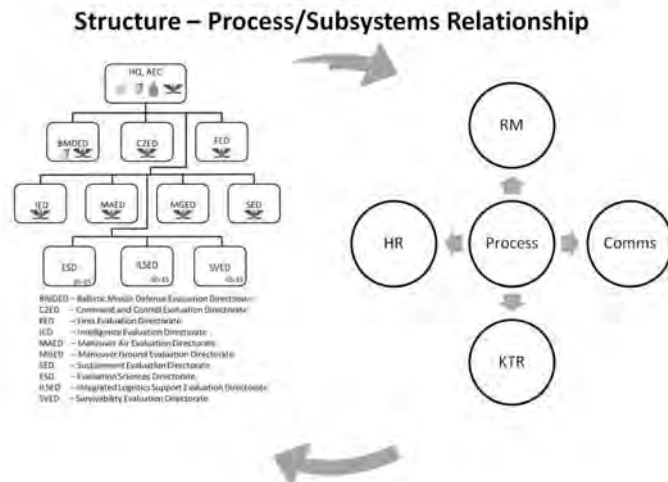 Structure – Process/Subsystems Relationship
HQ, AEC
BMDED
C2ED
FED
IED
MAED
MGED
SED
ESD
ILSED
SVED
BMDED – Ballistic Missile Defense Evaluation Directorate
C2ED – Command and Control Evaluation Directorate
FED – Fires Evaluation Directorate
IED – Intelligence Evaluation Directorate
MAED – Maneuver Air Evaluation Directorate
MGED – Maneuver Ground Evaluation Directorate
SED – Sustainment Evaluation Directorate
ESD – Evaluation Sciences Directorate
ILSED – Integrated Logistics Support Evaluation Directorate
SVED – Survivability Evaluation Directorate
RM
HR
Process
Comms
KTR